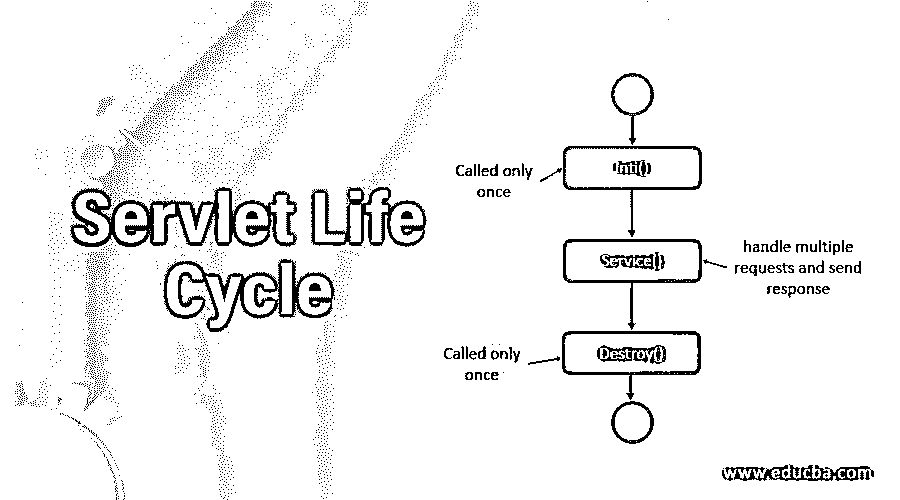 Servlet Life
Cycle
Called only
once
Inti()
Service()
handle multiple
requests and send
response
Called only
once
Destroy()
www.educba.com